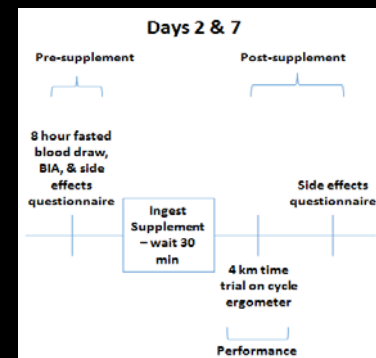 Days 2 & 7
Pre-supplement
Post-supplement
8 hour fasted
blood draw,
BIA, & side
effects
questionnaire
Ingest
Supplement
– wait 30
min
Side effects
questionnaire
4 km time
trial on cycle
ergometer
Performance